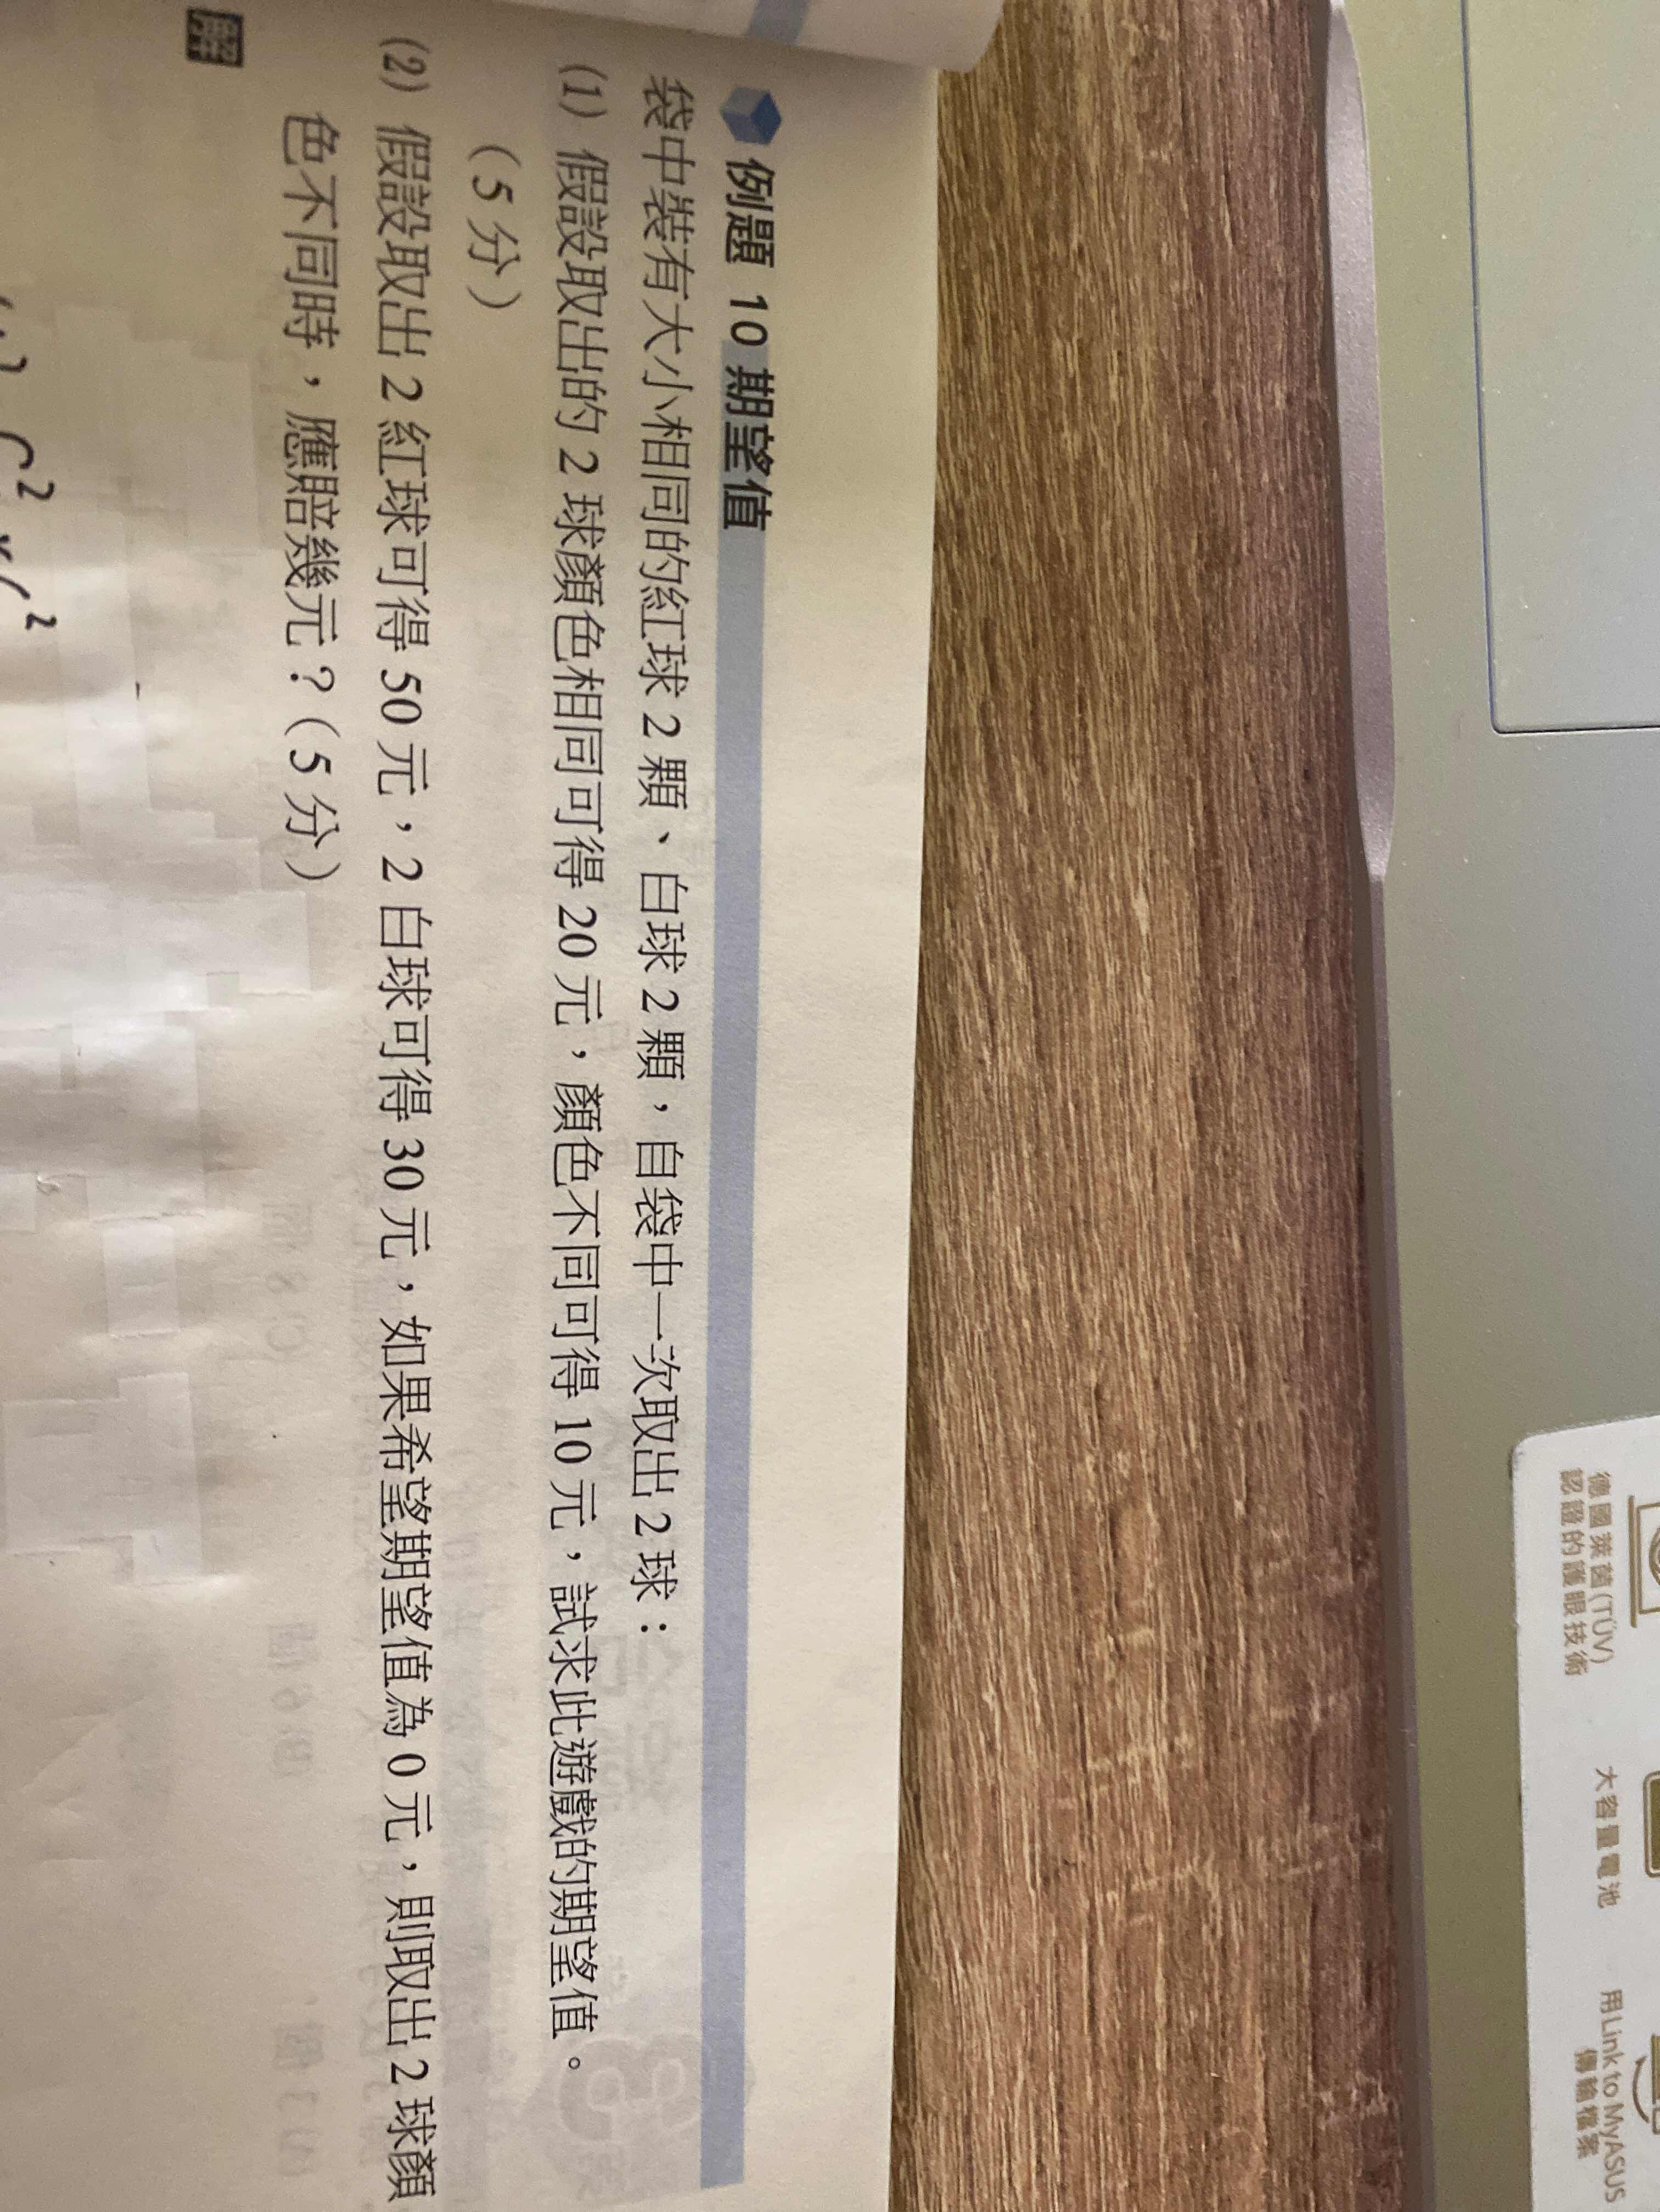 例題 10 期望值
袋中裝有大小相同的紅球 2 顆、白球 2 顆，自袋中一次取出 2 球：
(1) 假設取出的 2 球顏色相同可得 20 元，顏色不同可得 10 元，試求此遊戲的期望值。
（5 分）
(2) 假設取出 2 紅球可得 50 元，2 白球可得 30 元，如果希望期望值為 0 元，則取出 2 球顏
色不同時，應賠幾元？（5 分）
解
德國萊茵(TÜV)
認證的護眼技術
大容量電池
用Link to MyASUS
傳輸檔案